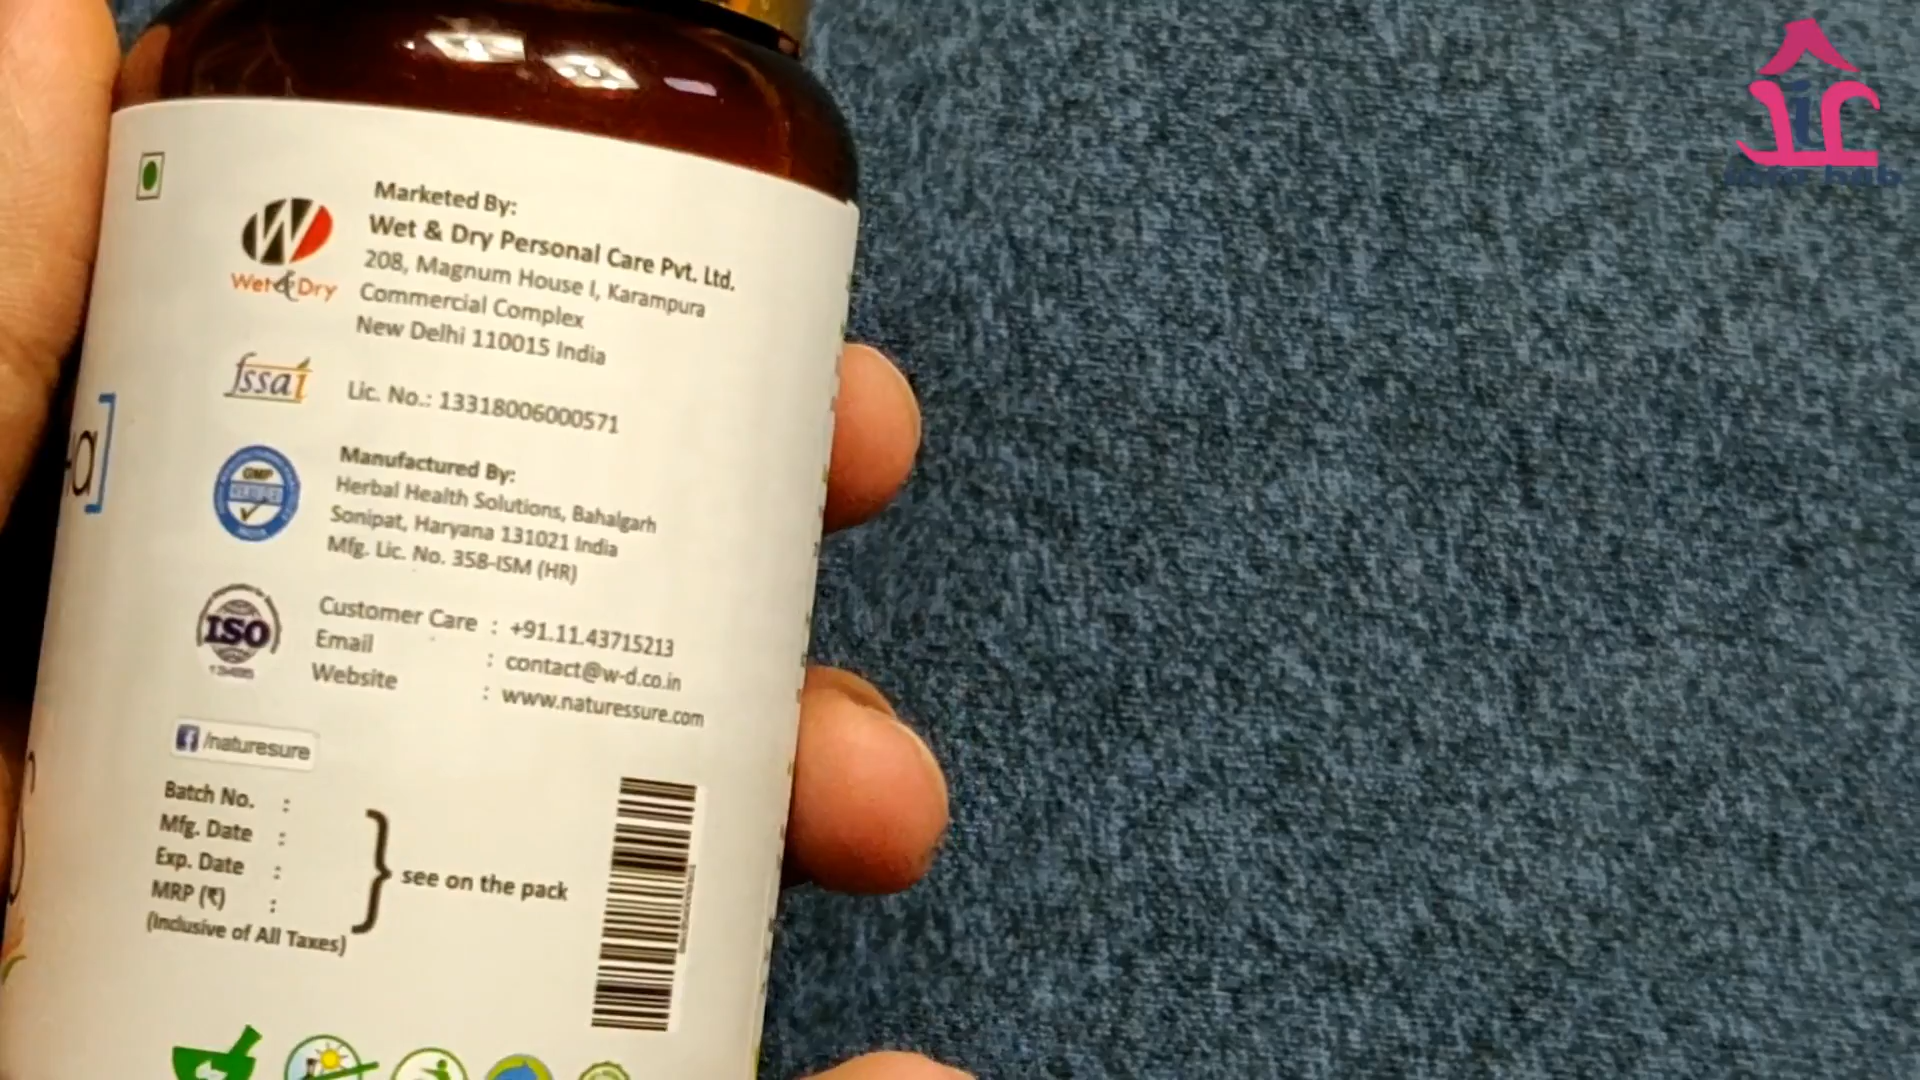 Marketed By:
Wet & Dry Personal Care Pvt. Ltd.
208, Magnum House I, Karampura
Commercial Complex
New Delhi 110015 India
Wet & Dry
fssai
Lic. No.: 13318006000571
Manufactured By:
Herbal Health Solutions, Bahalgarh
Sonipat, Haryana 131021 India
Mfg. Lic. No. 358-ISM (HR)
GMP
ISO
Customer Care : +91.11.43715213
Email : contact@w-d.co.in
Website : www.naturessure.com
/naturesure
Batch No. :
Mfg. Date :
Exp. Date :
MRP (₹) :
(Inclusive of All Taxes)
see on the pack
a]